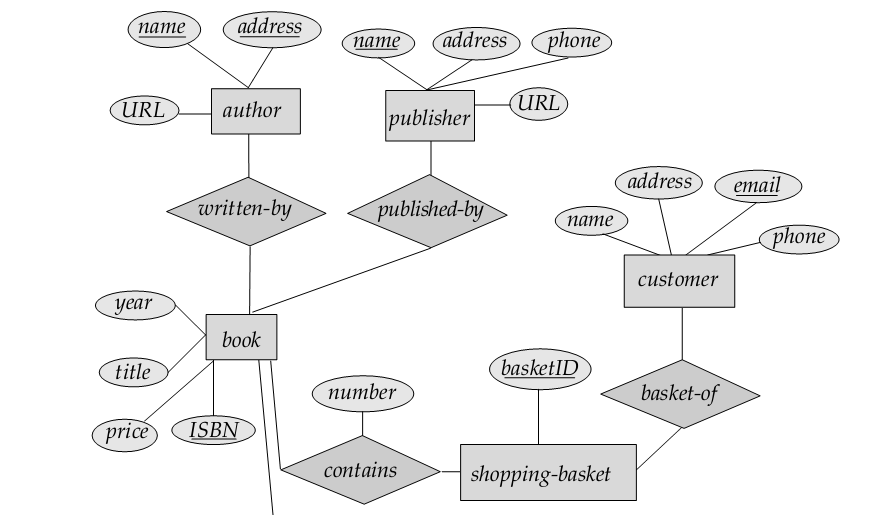 name
address
name
address
phone
URL
author
publisher
URL
written-by
published-by
address
email
name
phone
customer
year
book
title
basketID
number
basket-of
price
ISBN
contains
shopping-basket